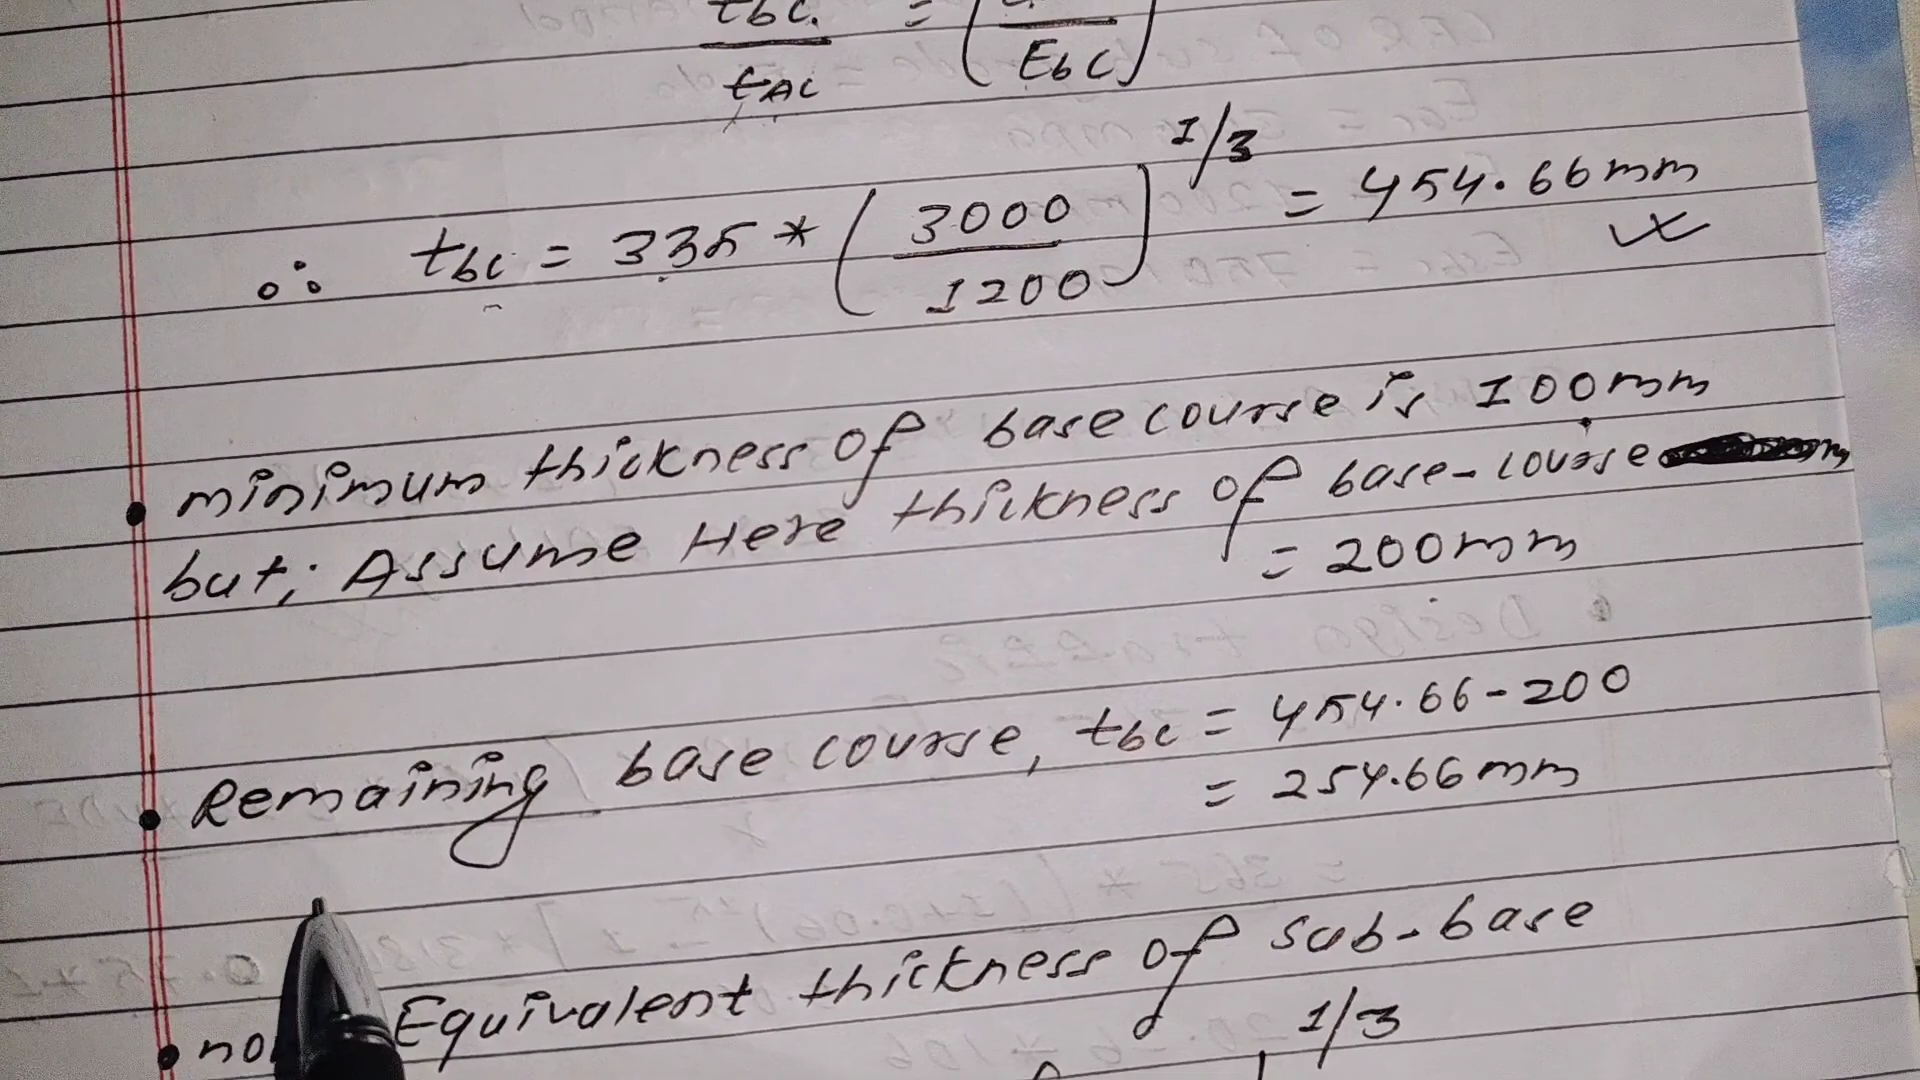 tbc. = (
tAC Ebc)
∴ tbc = 335 * (3000/1200)^1/3 = 454.66mm
• minimum thickness of base course is 100mm
but; Assume Here thickness of base-course
= 200mm
• Remaining base course, tbc = 454.66-200
= 254.66mm
• Equivalent thickness of sub-base
1/3